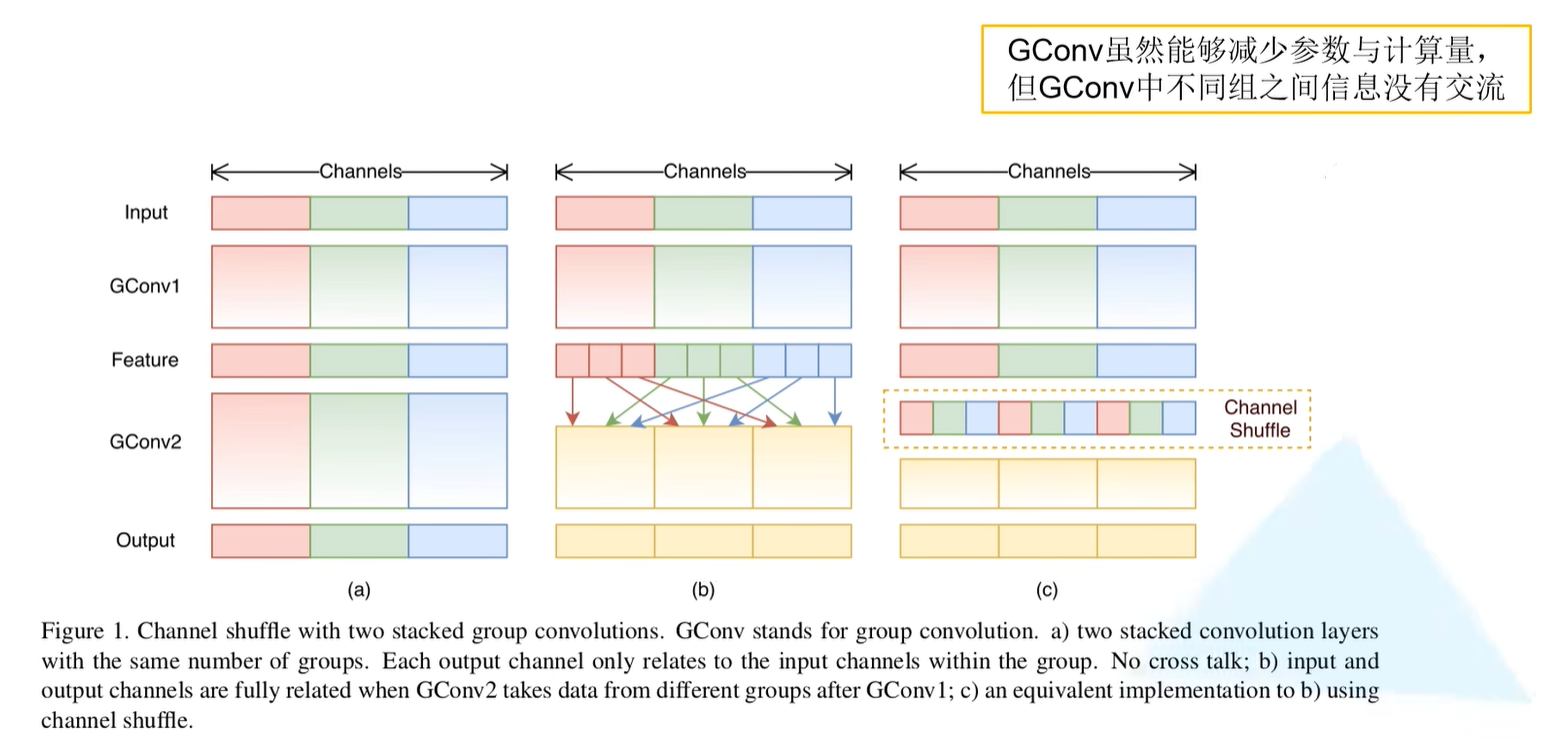 GConv虽然能够减少参数与计算量，
但GConv中不同组之间信息没有交流
Channels
Channels
Channels
Input
GConv1
Feature
Channel
Shuffle
GConv2
Output
(a)
(b)
(c)
Figure 1. Channel shuffle with two stacked group convolutions. GConv stands for group convolution. a) two stacked convolution layers
with the same number of groups. Each output channel only relates to the input channels within the group. No cross talk; b) input and
output channels are fully related when GConv2 takes data from different groups after GConv1; c) an equivalent implementation to b) using
channel shuffle.